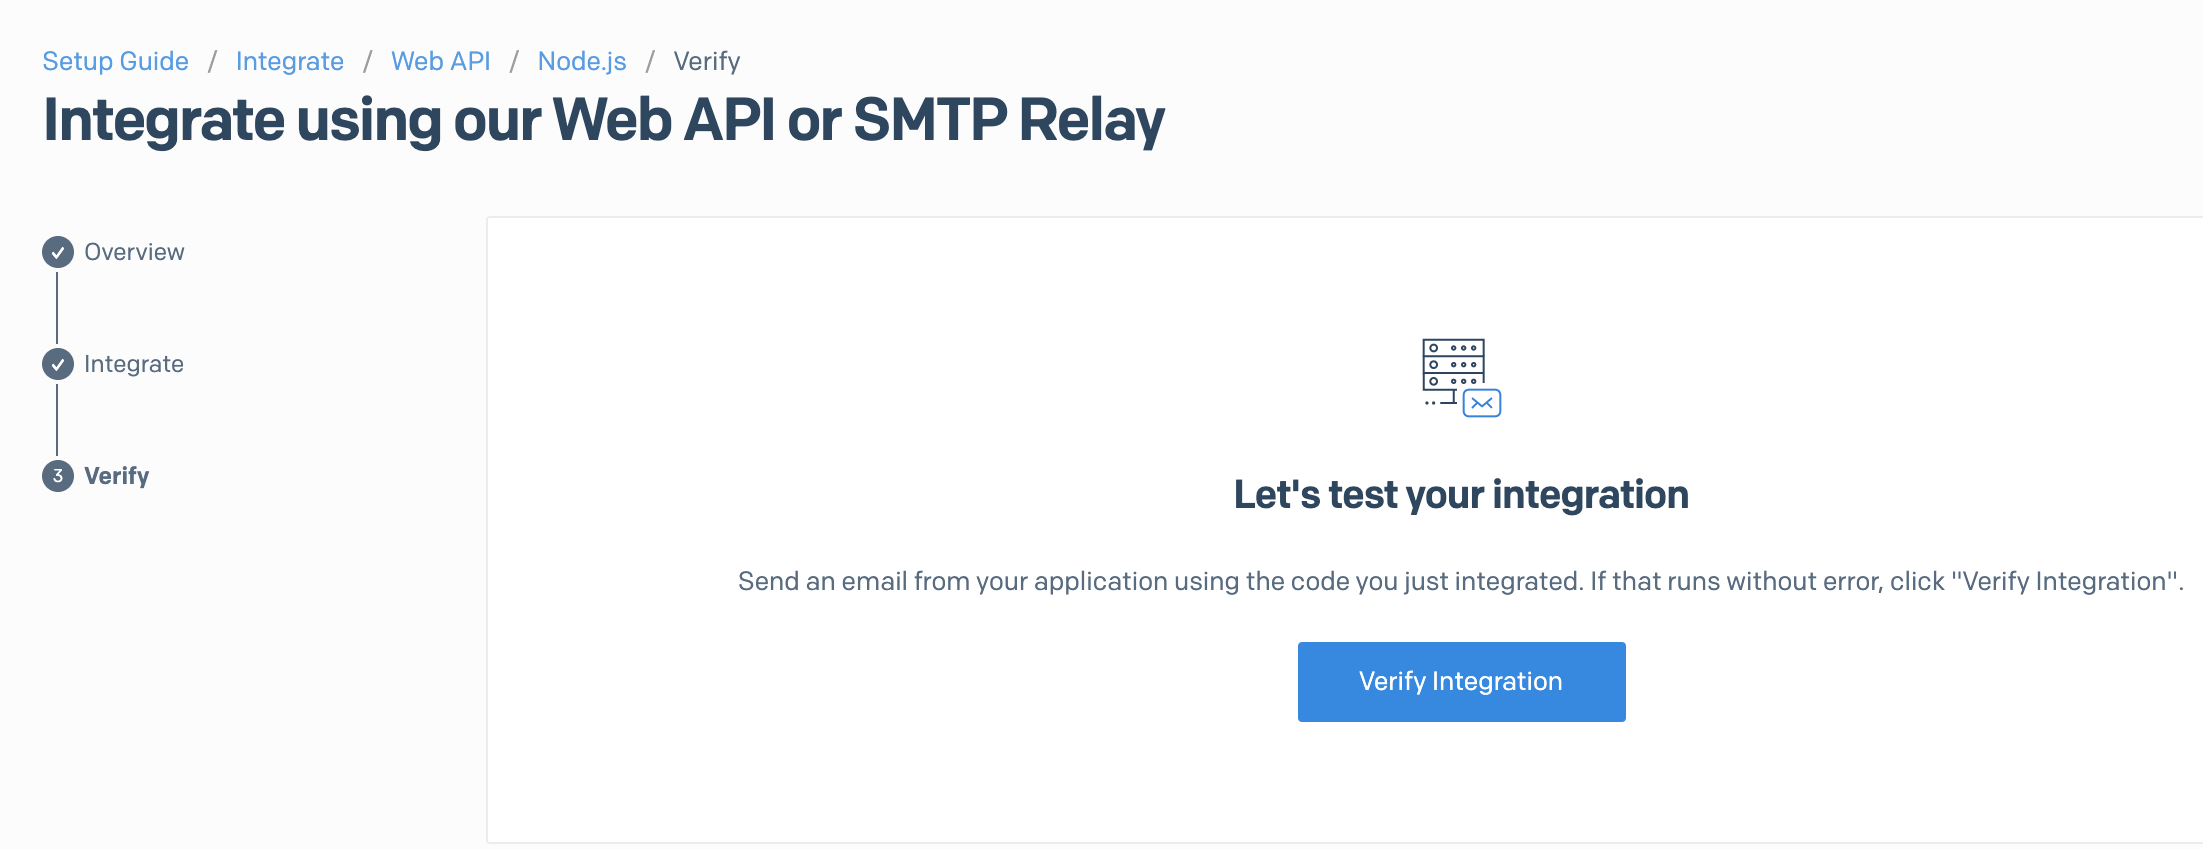 Setup Guide / Integrate / Web API / Node.js / Verify
Integrate using our Web API or SMTP Relay
Overview
Integrate
3 Verify
Let's test your integration
Send an email from your application using the code you just integrated. If that runs without error, click "Verify Integration".
Verify Integration